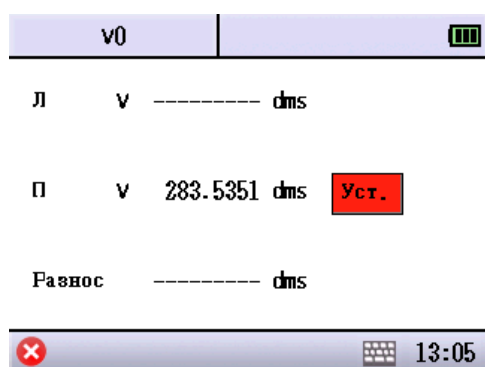 V0
Л V --------- dms
П V 283.5351 dms Уст.
Разнос --------- dms
13:05